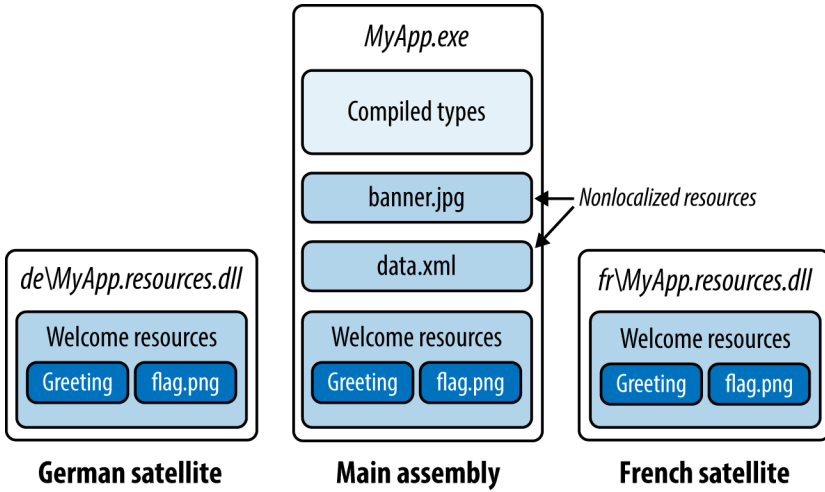 MyApp.exe
Compiled types
banner.jpg
Nonlocalized resources
data.xml
de\MyApp.resources.dll
Welcome resources
Greeting
flag.png
Welcome resources
Greeting
flag.png
fr\MyApp.resources.dll
Welcome resources
Greeting
flag.png
German satellite
Main assembly
French satellite